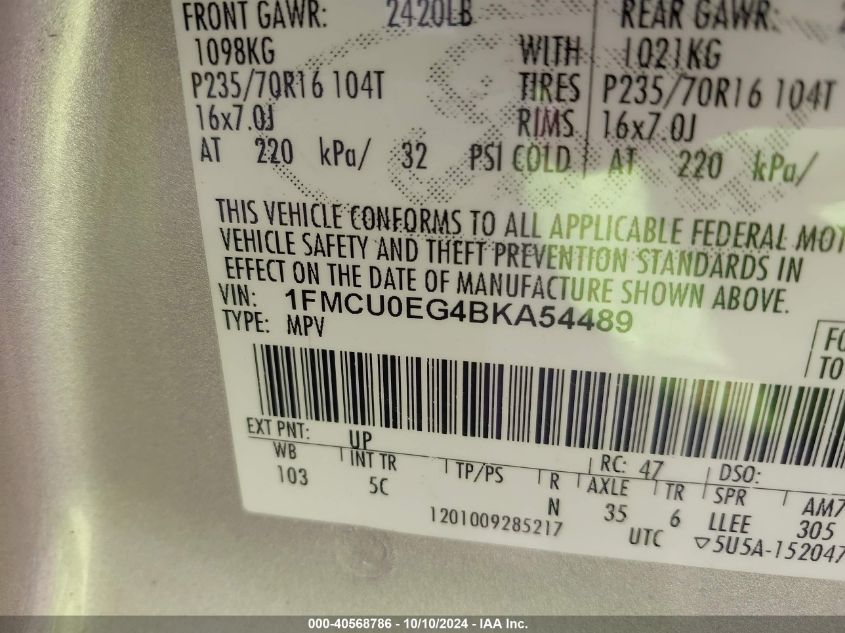 FRONT GAWR: 2420LB REAR GAWR:
1098KG WITH 1021KG
P235/70R16 104T TIRES P235/70R16 104T
16x7.0J RIMS 16x7.0J
AT 220 kPa/ 32 PSI COLD AT 220 kPa/
THIS VEHICLE CONFORMS TO ALL APPLICABLE FEDERAL MOT
VEHICLE SAFETY AND THEFT PREVENTION STANDARDS IN
EFFECT ON THE DATE OF MANUFACTURE SHOWN ABOVE.
VIN: 1FMCU0EG4BKA54489
TYPE: MPV
FO
TO
EXT PNT: UP RC: 47 DSO:
WB INT TR TP/PS R AXLE TR SPR AM7
103 5C N 35 6 LLEE 305
1201009285217 UTC ▽5U5A-152047
000-40568786 - 10/10/2024 - IAA Inc.